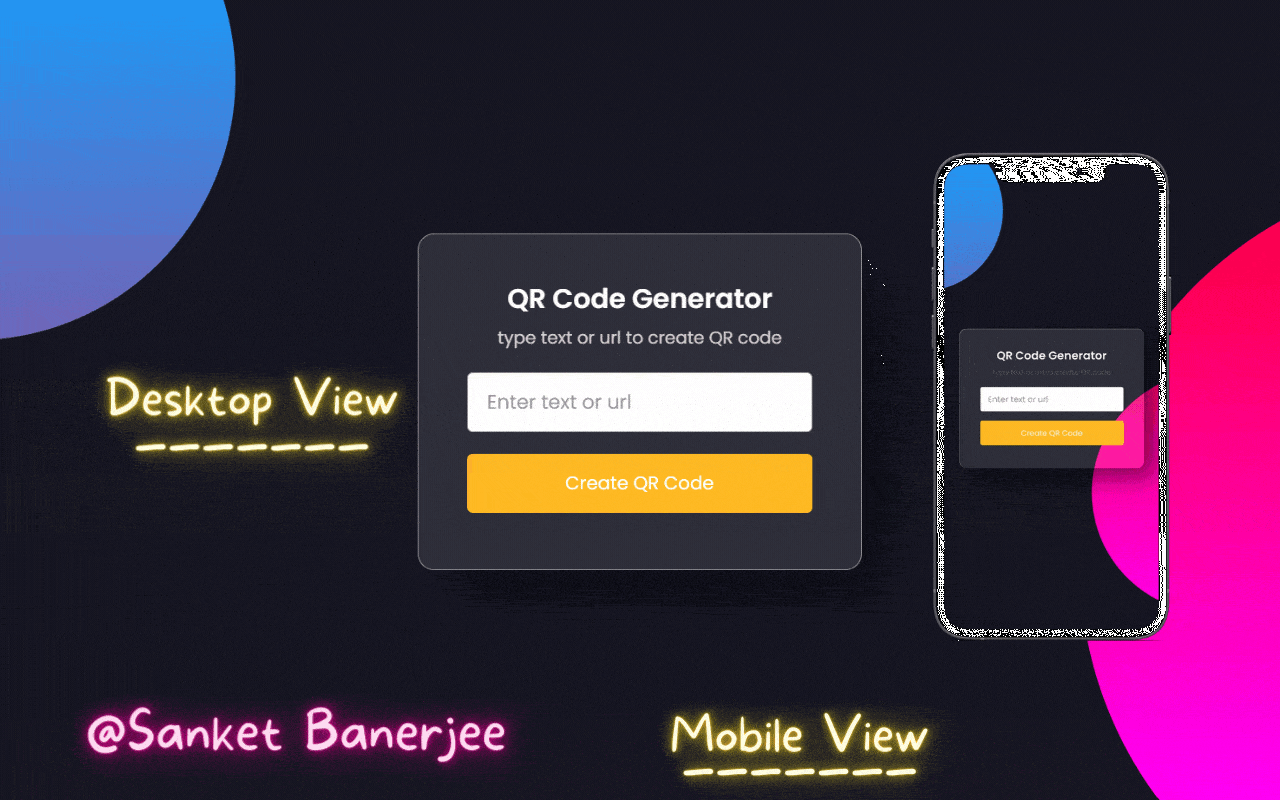 QR Code Generator
type text or url to create QR code
Enter text or url
Create QR Code
Desktop View
QR Code Generator
Enter text or url
Create QR Code
@Sanket Banerjee
Mobile View